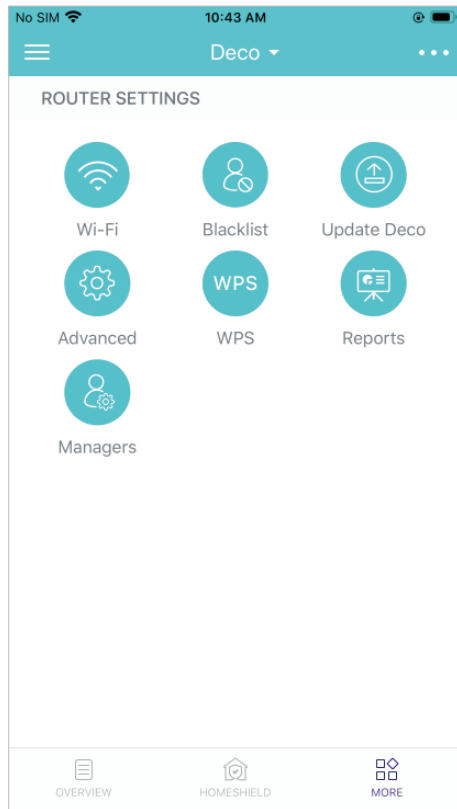 No SIM 10:43 AM
Deco
ROUTER SETTINGS
Wi-Fi Blacklist Update Deco
WPS
Advanced WPS Reports
Managers
OVERVIEW HOMESHIELD MORE